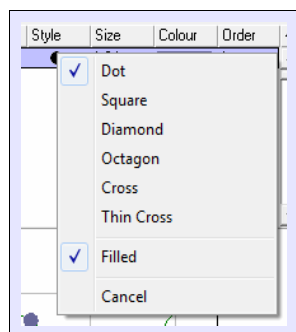 Style Size Colour Order
Dot
Square
Diamond
Octagon
Cross
Thin Cross
Filled
Cancel